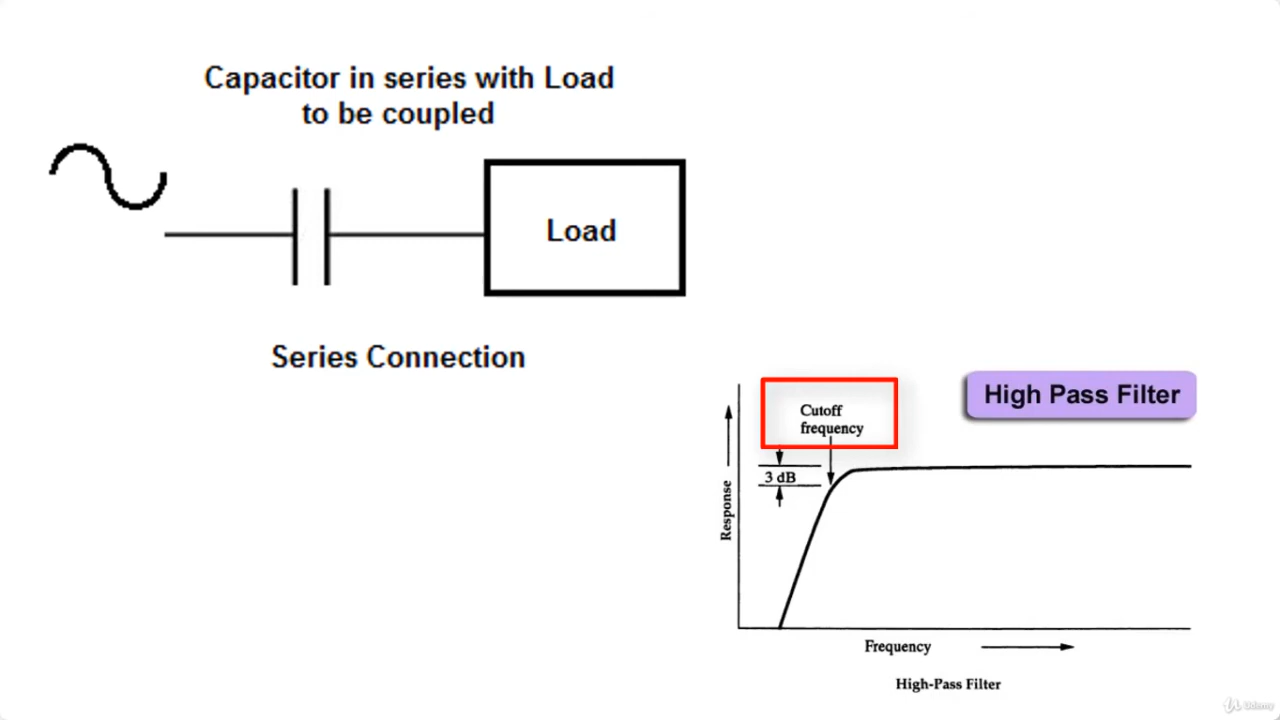 Capacitor in series with Load
to be coupled
Load
Series Connection
High Pass Filter
Cutoff
frequency
3 dB
Response
Frequency
High-Pass Filter
Udemy